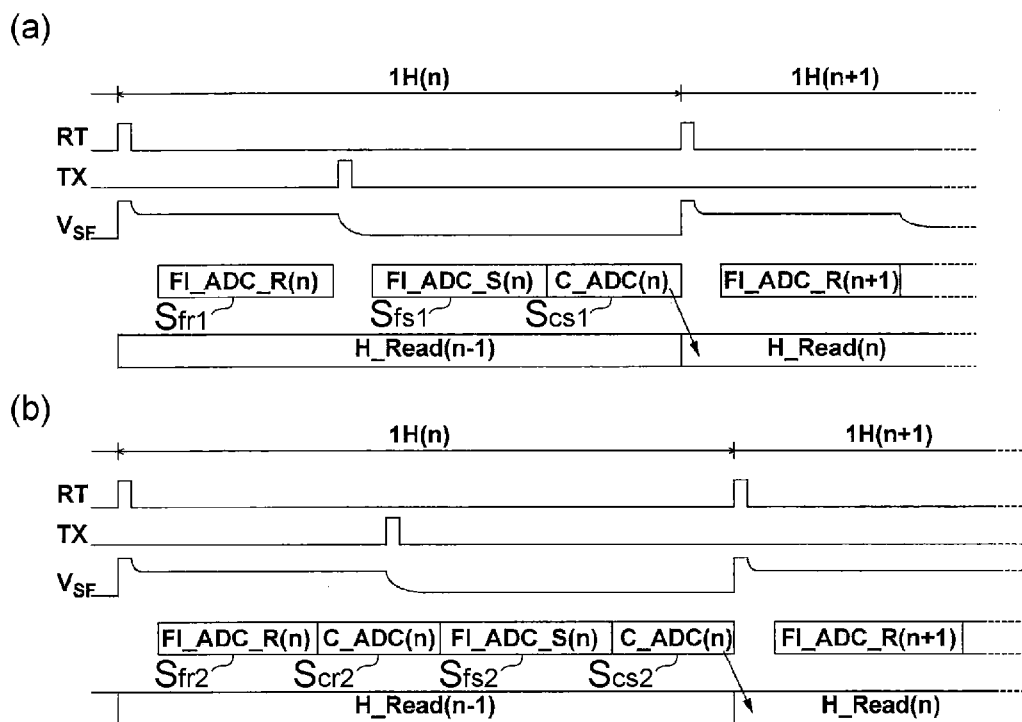 (a)
1H(n) 1H(n+1)
RT
TX
VSF
FI_ADC_R(n) FI_ADC_S(n) C_ADC(n) FI_ADC_R(n+1)
Sfr1 Sfs1 Scs1
H_Read(n-1) H_Read(n)
(b)
1H(n) 1H(n+1)
RT
TX
VSF
FI_ADC_R(n) C_ADC(n) FI_ADC_S(n) C_ADC(n) FI_ADC_R(n+1)
Sfr2 Scr2 Sfs2 Scs2
H_Read(n-1) H_Read(n)